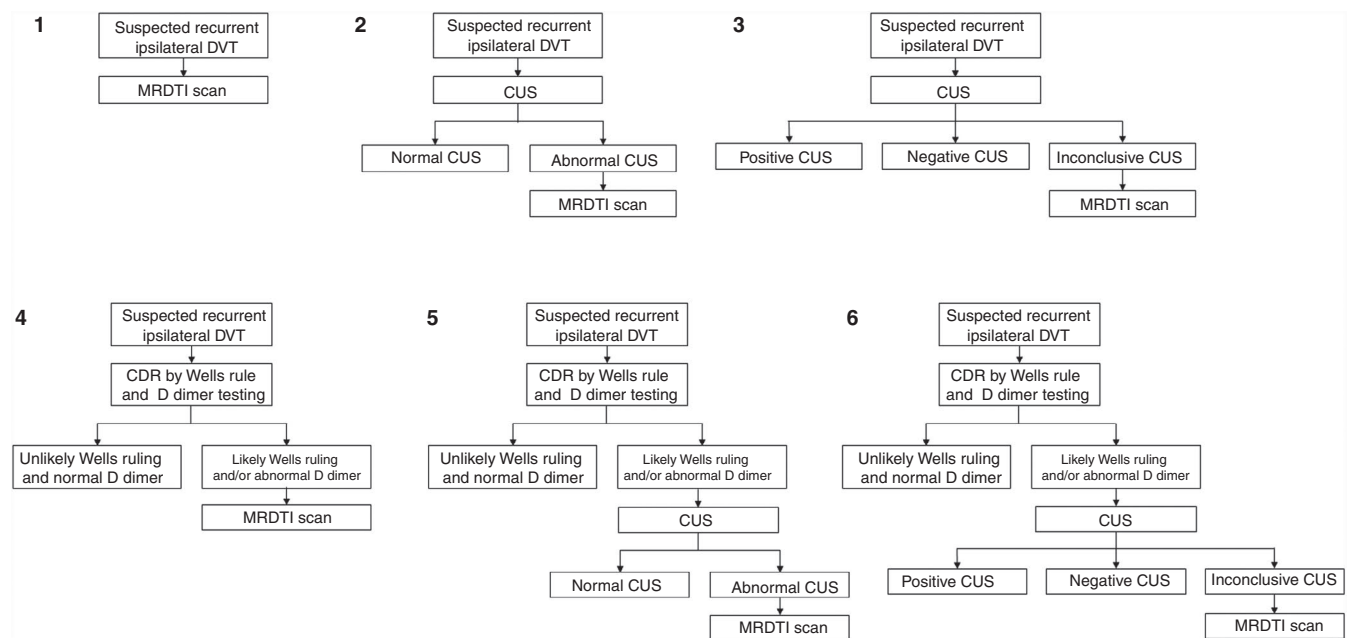 1
Suspected recurrent
ipsilateral DVT
MRDTI scan
2
Suspected recurrent
ipsilateral DVT
CUS
Normal CUS
Abnormal CUS
MRDTI scan
3
Suspected recurrent
ipsilateral DVT
CUS
Positive CUS
Negative CUS
Inconclusive CUS
MRDTI scan
4
Suspected recurrent
ipsilateral DVT
CDR by Wells rule
and D dimer testing
Unlikely Wells ruling
and normal D dimer
Likely Wells ruling
and/or abnormal D dimer
MRDTI scan
5
Suspected recurrent
ipsilateral DVT
CDR by Wells rule
and D dimer testing
Unlikely Wells ruling
and normal D dimer
Likely Wells ruling
and/or abnormal D dimer
CUS
Normal CUS
Abnormal CUS
MRDTI scan
6
Suspected recurrent
ipsilateral DVT
CDR by Wells rule
and D dimer testing
Unlikely Wells ruling
and normal D dimer
Likely Wells ruling
and/or abnormal D dimer
CUS
Positive CUS
Negative CUS
Inconclusive CUS
MRDTI scan